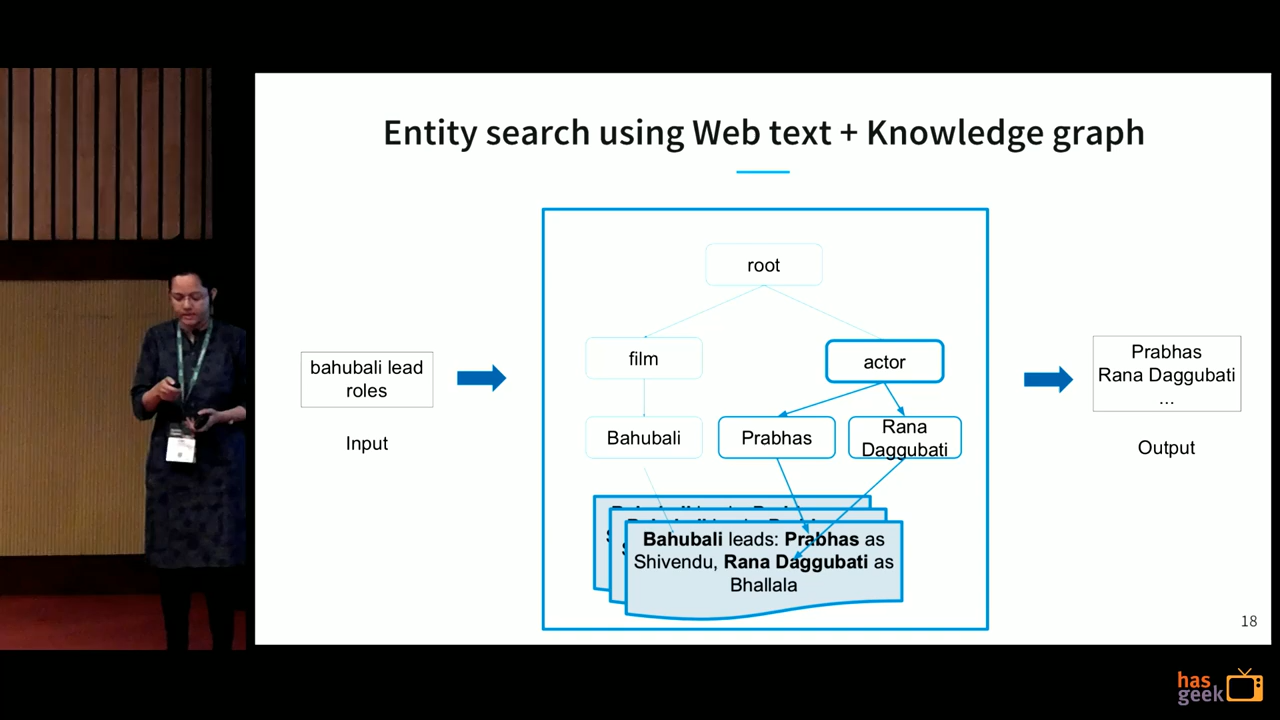 Entity search using Web text + Knowledge graph
root
film
actor
bahubali lead
roles
Input
Bahubali
Prabhas
Rana
Daggubati
Bahubali leads: Prabhas as
Shivendu, Rana Daggubati as
Bhallala
Prabhas
Rana Daggubati
...
Output
18
has
geek